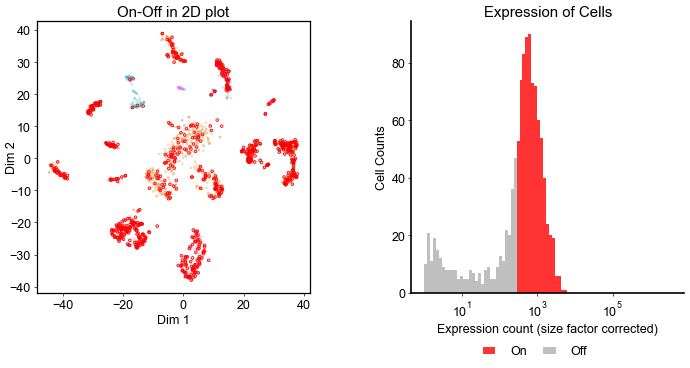 On-Off in 2D plot
40
30
20
10
0
−10
−20
−30
−40
Dim 2
−40 −20 0 20 40
Dim 1
Expression of Cells
80
60
40
20
0
Cell Counts
10^1 10^3 10^5
Expression count (size factor corrected)
On Off